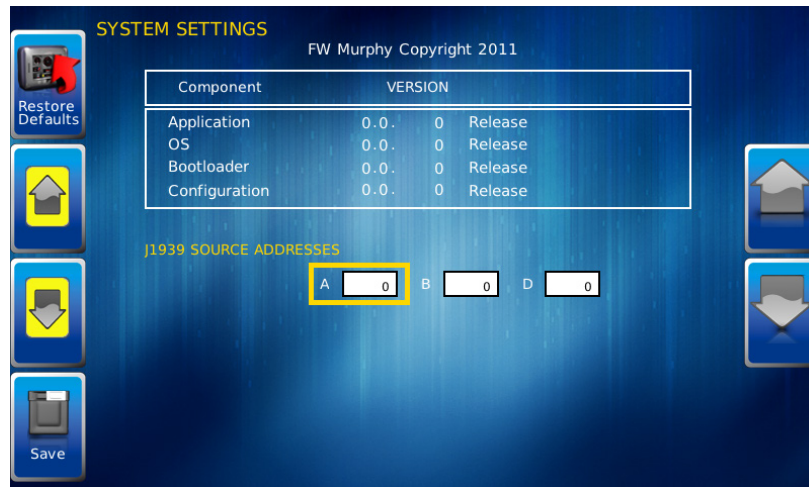 SYSTEM SETTINGS
FW Murphy Copyright 2011
Component VERSION
Restore
Defaults
Application 0.0. 0 Release
OS 0.0. 0 Release
Bootloader 0.0. 0 Release
Configuration 0.0. 0 Release
J1939 SOURCE ADDRESSES
A 0 B 0 D 0
Save